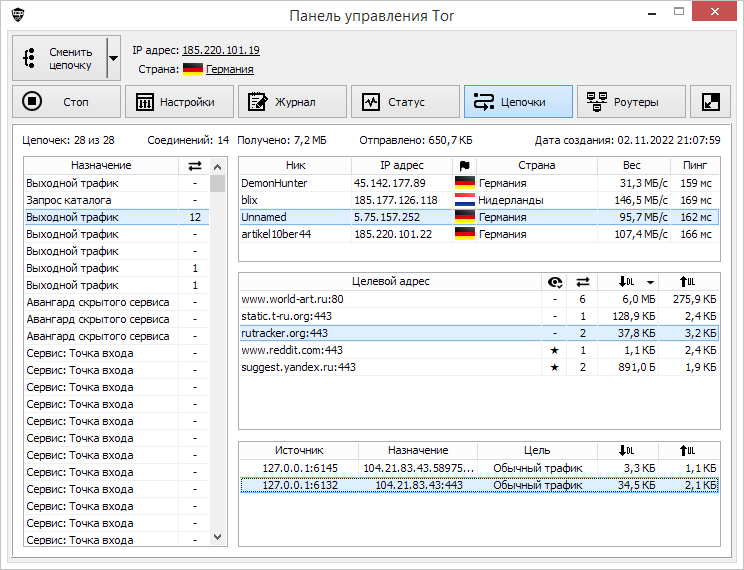 Панель управления Tor
Сменить цепочку
IP адрес: 185.220.101.19
Страна: Германия
Стоп Настройки Журнал Статус Цепочки Роутеры
Цепочек: 28 из 28 Соединений: 14 Получено: 7,2 МБ Отправлено: 650,7 КБ Дата создания: 02.11.2022 21:07:59
Назначение
Выходной трафик -
Запрос каталога -
Выходной трафик 12
Выходной трафик -
Выходной трафик -
Выходной трафик 1
Выходной трафик 1
Авангард скрытого сервиса -
Авангард скрытого сервиса -
Авангард скрытого сервиса -
Сервис: Точка входа -
Сервис: Точка входа -
Сервис: Точка входа -
Сервис: Точка входа -
Сервис: Точка входа -
Сервис: Точка входа -
Сервис: Точка входа -
Сервис: Точка входа -
Сервис: Точка входа -
Сервис: Точка входа -
Сервис: Точка входа -
Сервис: Точка входа -
Ник IP адрес Страна Вес Пинг
DemonHunter 45.142.177.89 Германия 31,3 МБ/с 159 мс
blix 185.177.126.118 Нидерланды 146,5 МБ/с 169 мс
Unnamed 5.75.157.252 Германия 95,7 МБ/с 162 мс
artikel10ber44 185.220.101.22 Германия 107,4 МБ/с 166 мс
Целевой адрес DL UL
www.world-art.ru:80 - 6 6,0 МБ 275,9 КБ
static.t-ru.org:443 - 1 128,9 КБ 2,4 КБ
rutracker.org:443 - 2 37,8 КБ 3,2 КБ
www.reddit.com:443 ★ 1 1,1 КБ 2,4 КБ
suggest.yandex.ru:443 ★ 2 891,0 Б 1,9 КБ
Источник Назначение Цель DL UL
127.0.0.1:6145 104.21.83.43.58975... Обычный трафик 3,3 КБ 1,1 КБ
127.0.0.1:6132 104.21.83.43:443 Обычный трафик 34,5 КБ 2,1 КБ